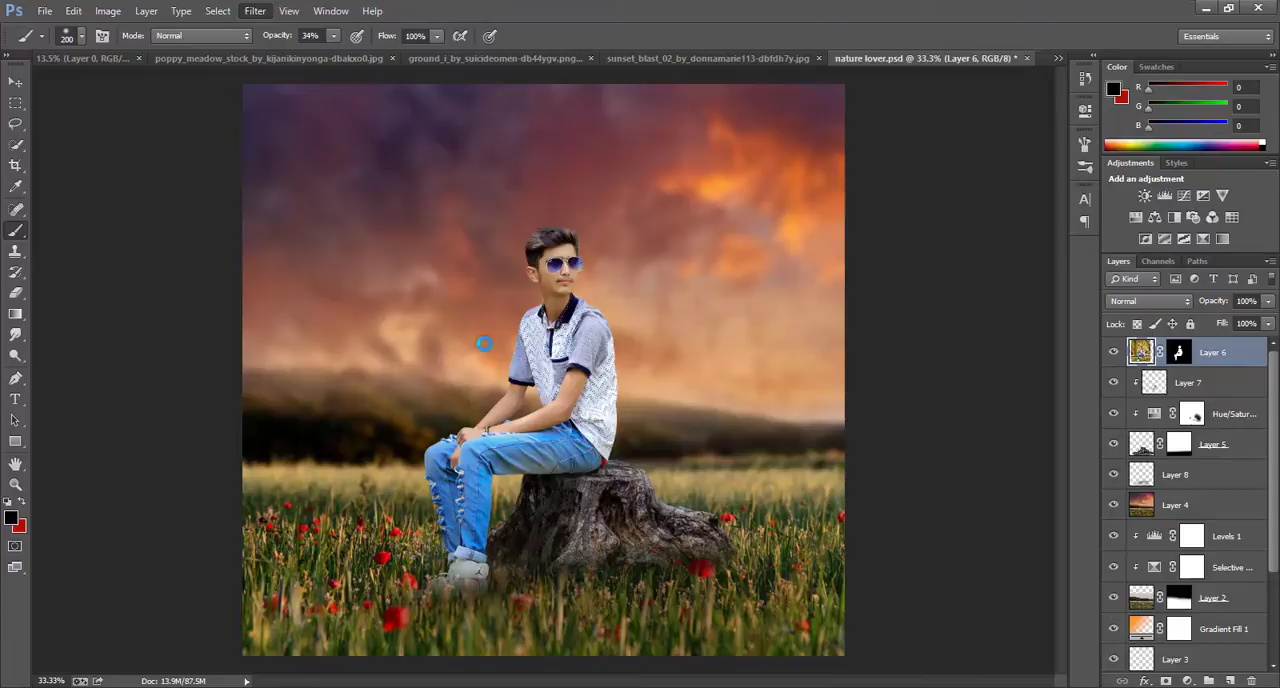 Ps File Edit Image Layer Type Select Filter View Window Help
200 Mode: Normal Opacity: 34% Flow: 100% Essentials
13.5% (Layer 0, RGB/... × poppy_meadow_stock_by_kijanikinyonga-dbakxo0.jpg × ground_i_by_suicideomen-db44ygv.png... × sunset_blast_02_by_donnamarie113-dbfdh7y.jpg × nature lover.psd @ 33.3% (Layer 6, RGB/8) * ×
Color Swatches
R 0
G 0
B 0
Adjustments Styles
Add an adjustment
Layers Channels Paths
Kind
Normal Opacity: 100%
Lock: Fill: 100%
Layer 6
Layer 7
Hue/Satur...
Layer 5
Layer 8
Layer 4
Levels 1
Selective ...
Layer 2
Gradient Fill 1
Layer 3
33.33% Doc: 13.9M/87.5M